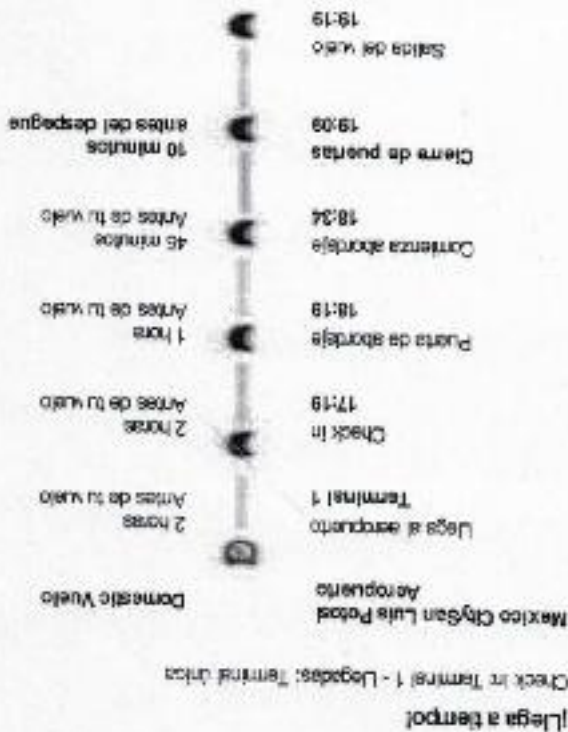 ¡Llega a tiempo!
Check in: Terminal 1 - Llegadas: Terminal única
Mexico CitySan Luis Potosí
Aeropuerto
Domestic Vuelo
Llega al aeropuerto
Terminal 1
2 horas
Antes de tu vuelo
Check in
17:19
2 horas
Antes de tu vuelo
Puerta de abordaje
18:19
1 hora
Antes de tu vuelo
Comienza abordaje
18:34
45 minutos
Antes de tu vuelo
Cierre de puertas
19:09
10 minutos
antes del despegue
Salida del vuelo
19:19